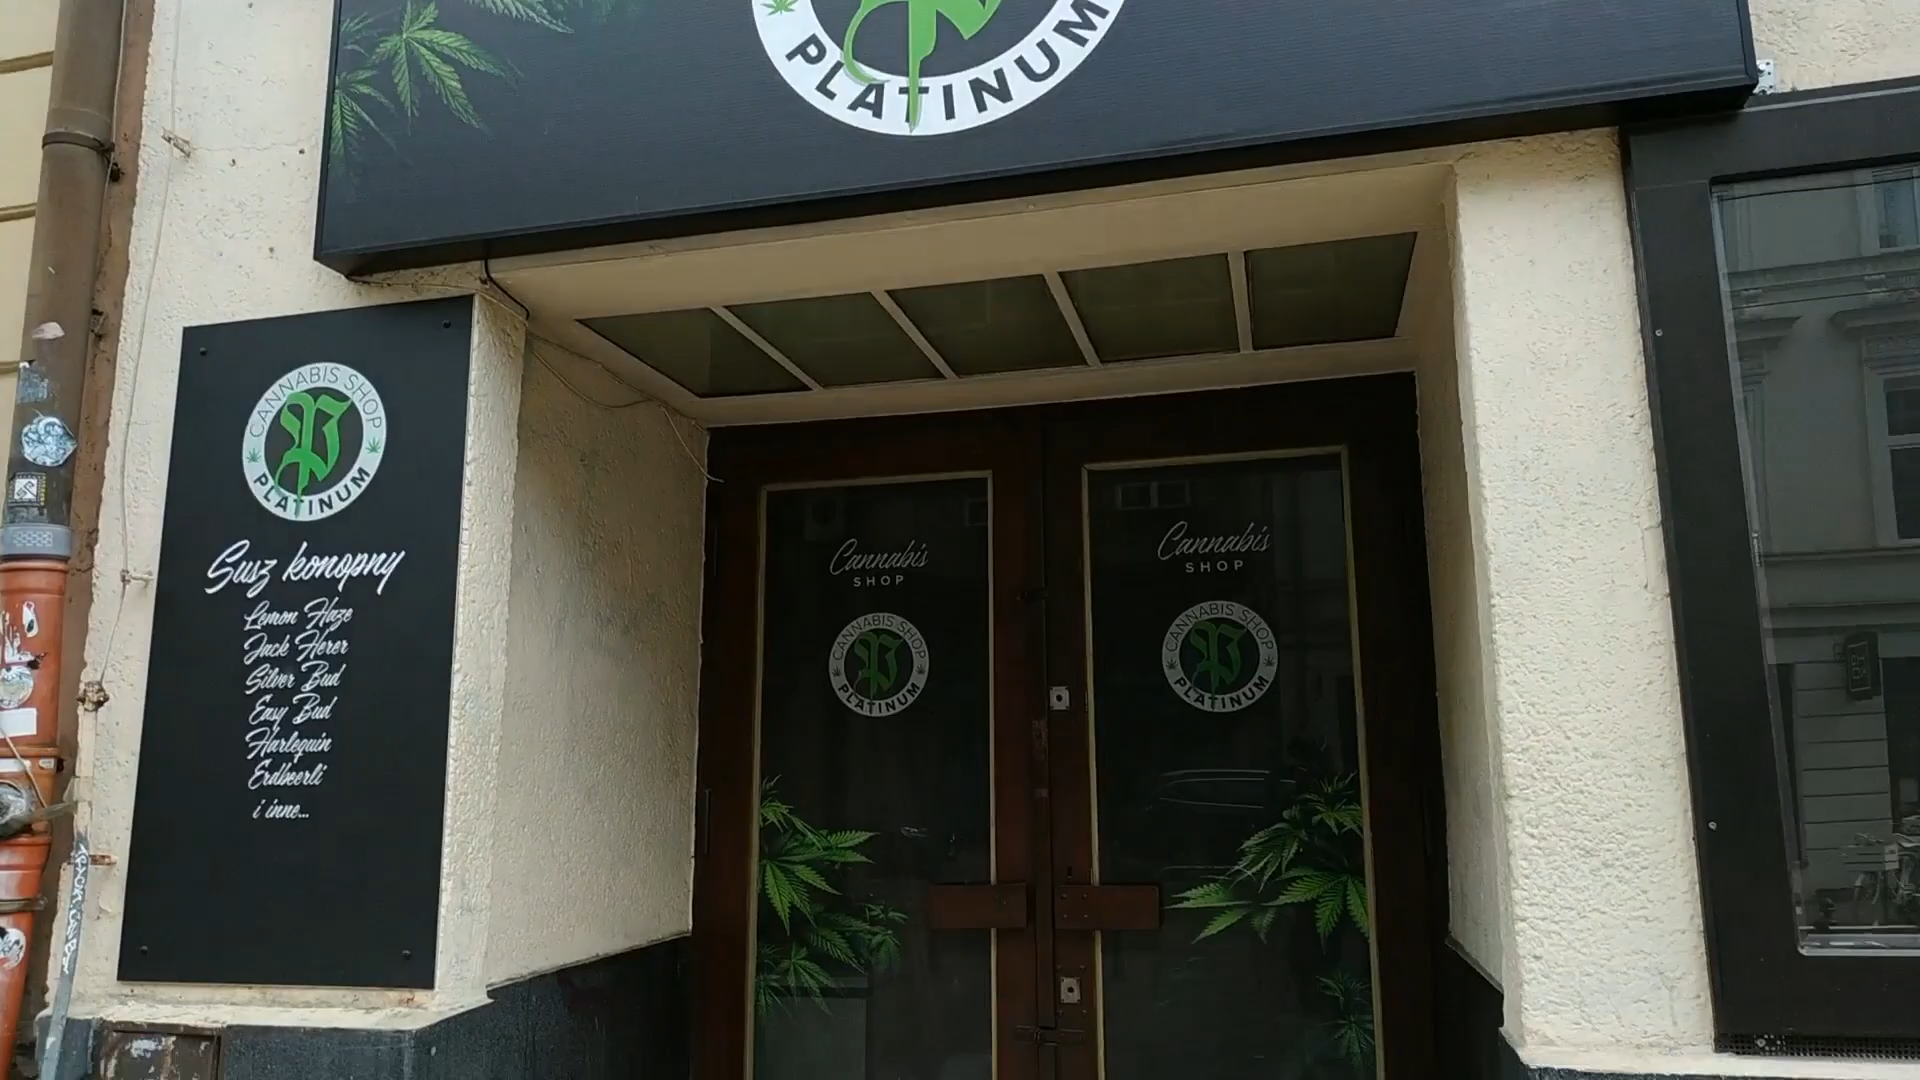 PLATINUM
CANNABIS SHOP
PLATINUM
Susz konopny
Lemon Haze
Jack Herer
Silver Bud
Easy Bud
Harlequin
Erdbeerli
i inne...
Cannabis
SHOP
CANNABIS SHOP
PLATINUM
Cannabis
SHOP
CANNABIS SHOP
PLATINUM